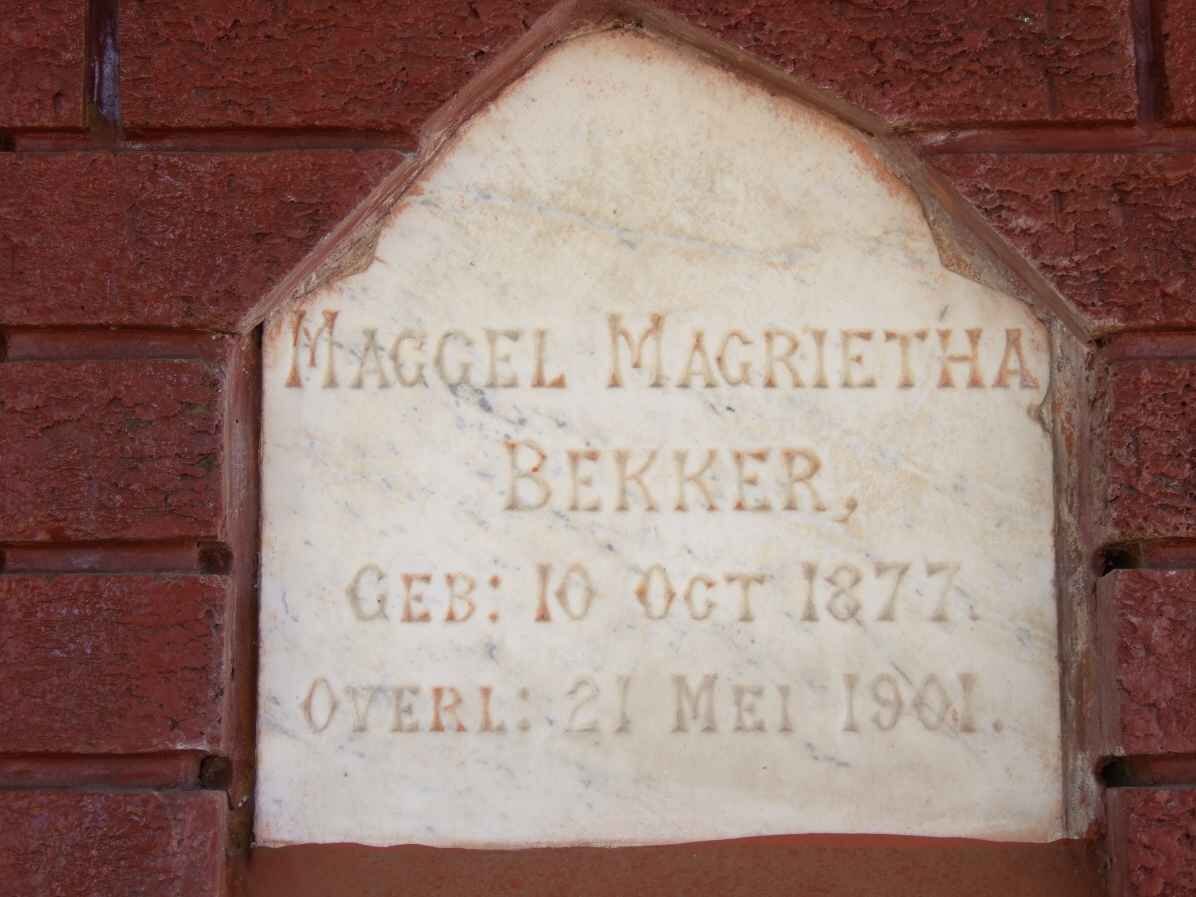 MAGGEL MAGRIETHA
BEKKER,
GEB: 10 OCT 1877.
OVERL: 21 MEI 1901.